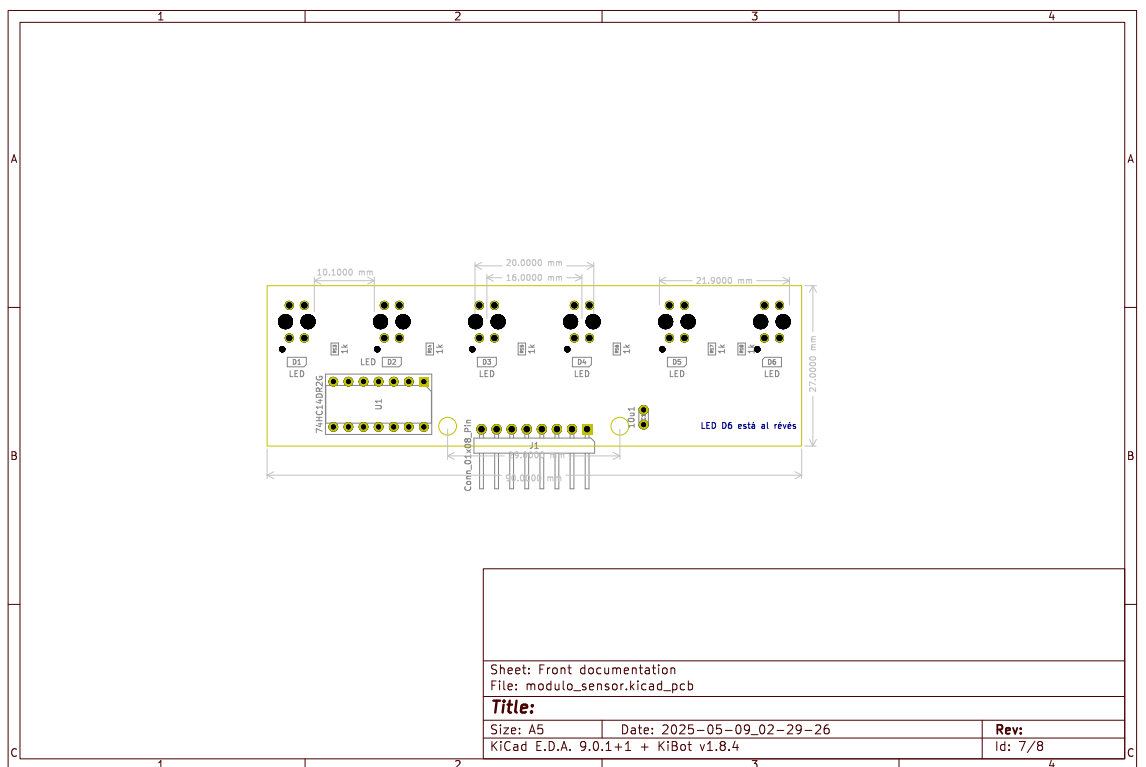 1 2 3 4
A A
20.0000 mm
10.1000 mm 16.0000 mm 21.9000 mm
1k 1k 1k 1k 1k 1k
D1 LED D2 D3 D4 D5 D6
LED LED LED LED LED
27.0000 mm
74HC14DR2G
U1
10u1
Conn_01x08_Pin
J1
LED D6 está al révés
B B
90.0000 mm
Sheet: Front documentation
File: modulo_sensor.kicad_pcb
Title:
Size: A5 Date: 2025-05-09_02-29-26 Rev:
KiCad E.D.A. 9.0.1+1 + KiBot v1.8.4 Id: 7/8
C C
1 2 3 4